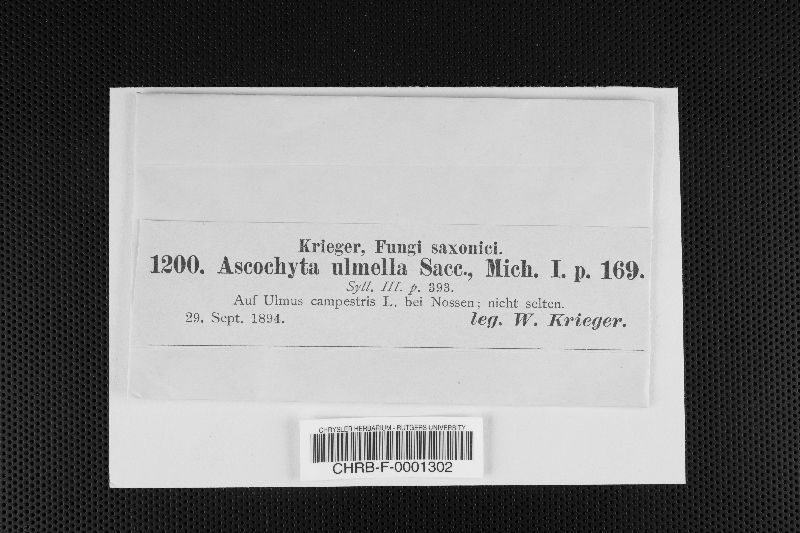 Krieger, Fungi saxonici.
1200. Ascochyta ulmella Sacc., Mich. I. p. 169.
Syll. III. p. 393.
Auf Ulmus campestris L. bei Nossen; nicht selten.
29. Sept. 1894. leg. W. Krieger.
CHRYSLER HERBARIUM - RUTGERS UNIVERSITY
CHRB-F-0001302